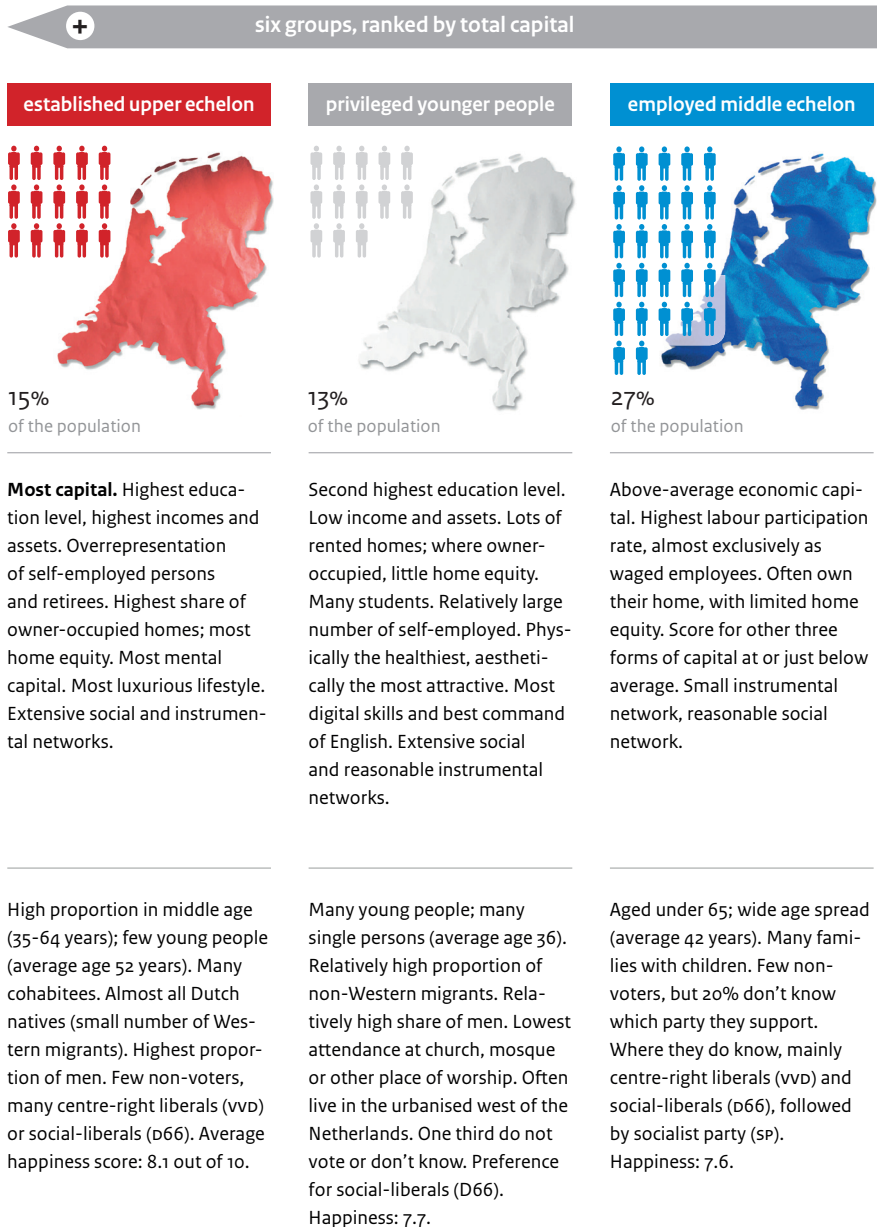 +
six groups, ranked by total capital
established upper echelon
15%
of the population
Most capital. Highest educa-
tion level, highest incomes and
assets. Overrepresentation
of self-employed persons
and retirees. Highest share of
owner-occupied homes; most
home equity. Most mental
capital. Most luxurious lifestyle.
Extensive social and instrumen-
tal networks.
High proportion in middle age
(35-64 years); few young people
(average age 52 years). Many
cohabitees. Almost all Dutch
natives (small number of Wes-
tern migrants). Highest propor-
tion of men. Few non-voters,
many centre-right liberals (VVD)
or social-liberals (D66). Average
happiness score: 8.1 out of 10.
privileged younger people
13%
of the population
Second highest education level.
Low income and assets. Lots of
rented homes; where owner-
occupied, little home equity.
Many students. Relatively large
number of self-employed. Phys-
ically the healthiest, aestheti-
cally the most attractive. Most
digital skills and best command
of English. Extensive social
and reasonable instrumental
networks.
Many young people; many
single persons (average age 36).
Relatively high proportion of
non-Western migrants. Rela-
tively high share of men. Lowest
attendance at church, mosque
or other place of worship. Often
live in the urbanised west of the
Netherlands. One third do not
vote or don't know. Preference
for social-liberals (D66).
Happiness: 7.7.
employed middle echelon
27%
of the population
Above-average economic capi-
tal. Highest labour participation
rate, almost exclusively as
waged employees. Often own
their home, with limited home
equity. Score for other three
forms of capital at or just below
average. Small instrumental
network, reasonable social
network.
Aged under 65; wide age spread
(average 42 years). Many fami-
lies with children. Few non-
voters, but 20% don't know
which party they support.
Where they do know, mainly
centre-right liberals (VVD) and
social-liberals (D66), followed
by socialist party (SP).
Happiness: 7.6.